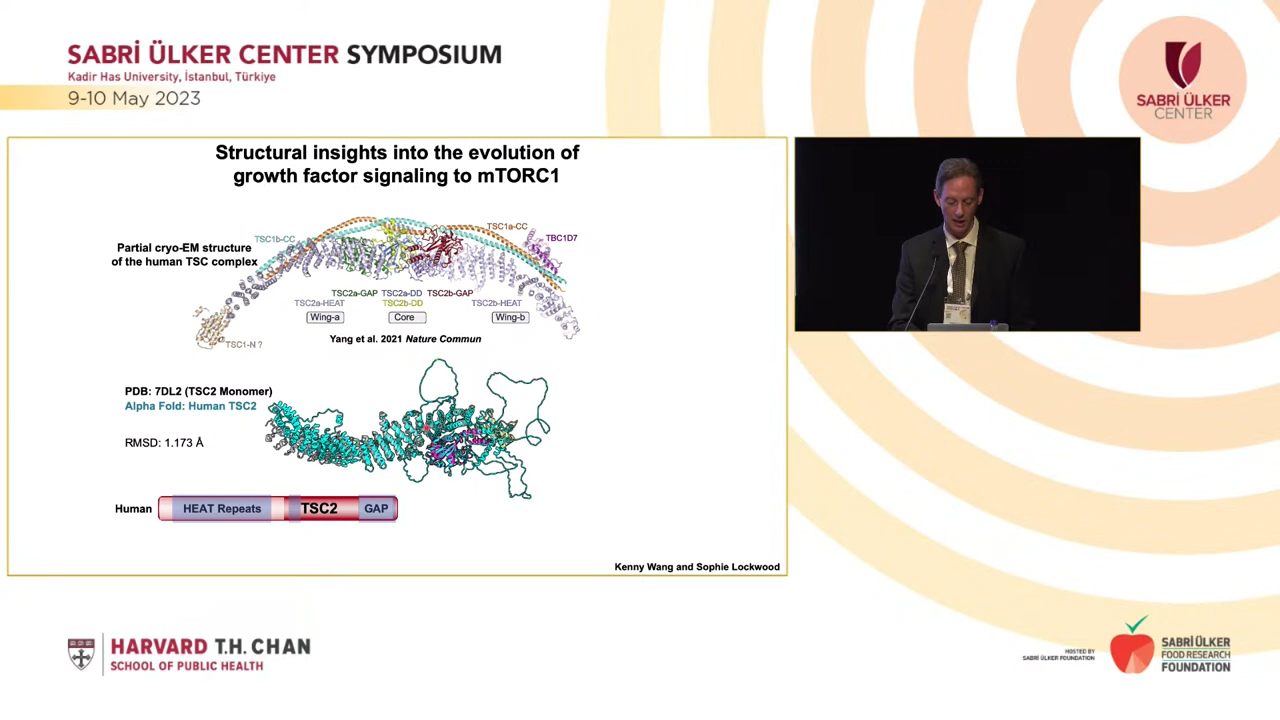 SABRİ ÜLKER CENTER SYMPOSIUM
Kadir Has University, İstanbul, Türkiye
9-10 May 2023
SABRİ ÜLKER
CENTER
Structural insights into the evolution of
growth factor signaling to mTORC1
Partial cryo-EM structure
of the human TSC complex
TSC1b-CC
TSC1a-CC
TBC1D7
TSC2a-GAP TSC2a-DD TSC2b-GAP
TSC2a-HEAT TSC2b-DD TSC2b-HEAT
Wing-a Core Wing-b
TSC1-N ?
Yang et al. 2021 Nature Commun
PDB: 7DL2 (TSC2 Monomer)
Alpha Fold: Human TSC2
RMSD: 1.173 Å
Human HEAT Repeats TSC2 GAP
Kenny Wang and Sophie Lockwood
HARVARD T.H. CHAN
SCHOOL OF PUBLIC HEALTH
HOSTED BY
SABRİ ÜLKER FOUNDATION
SABRİ ÜLKER
FOOD RESEARCH
FOUNDATION